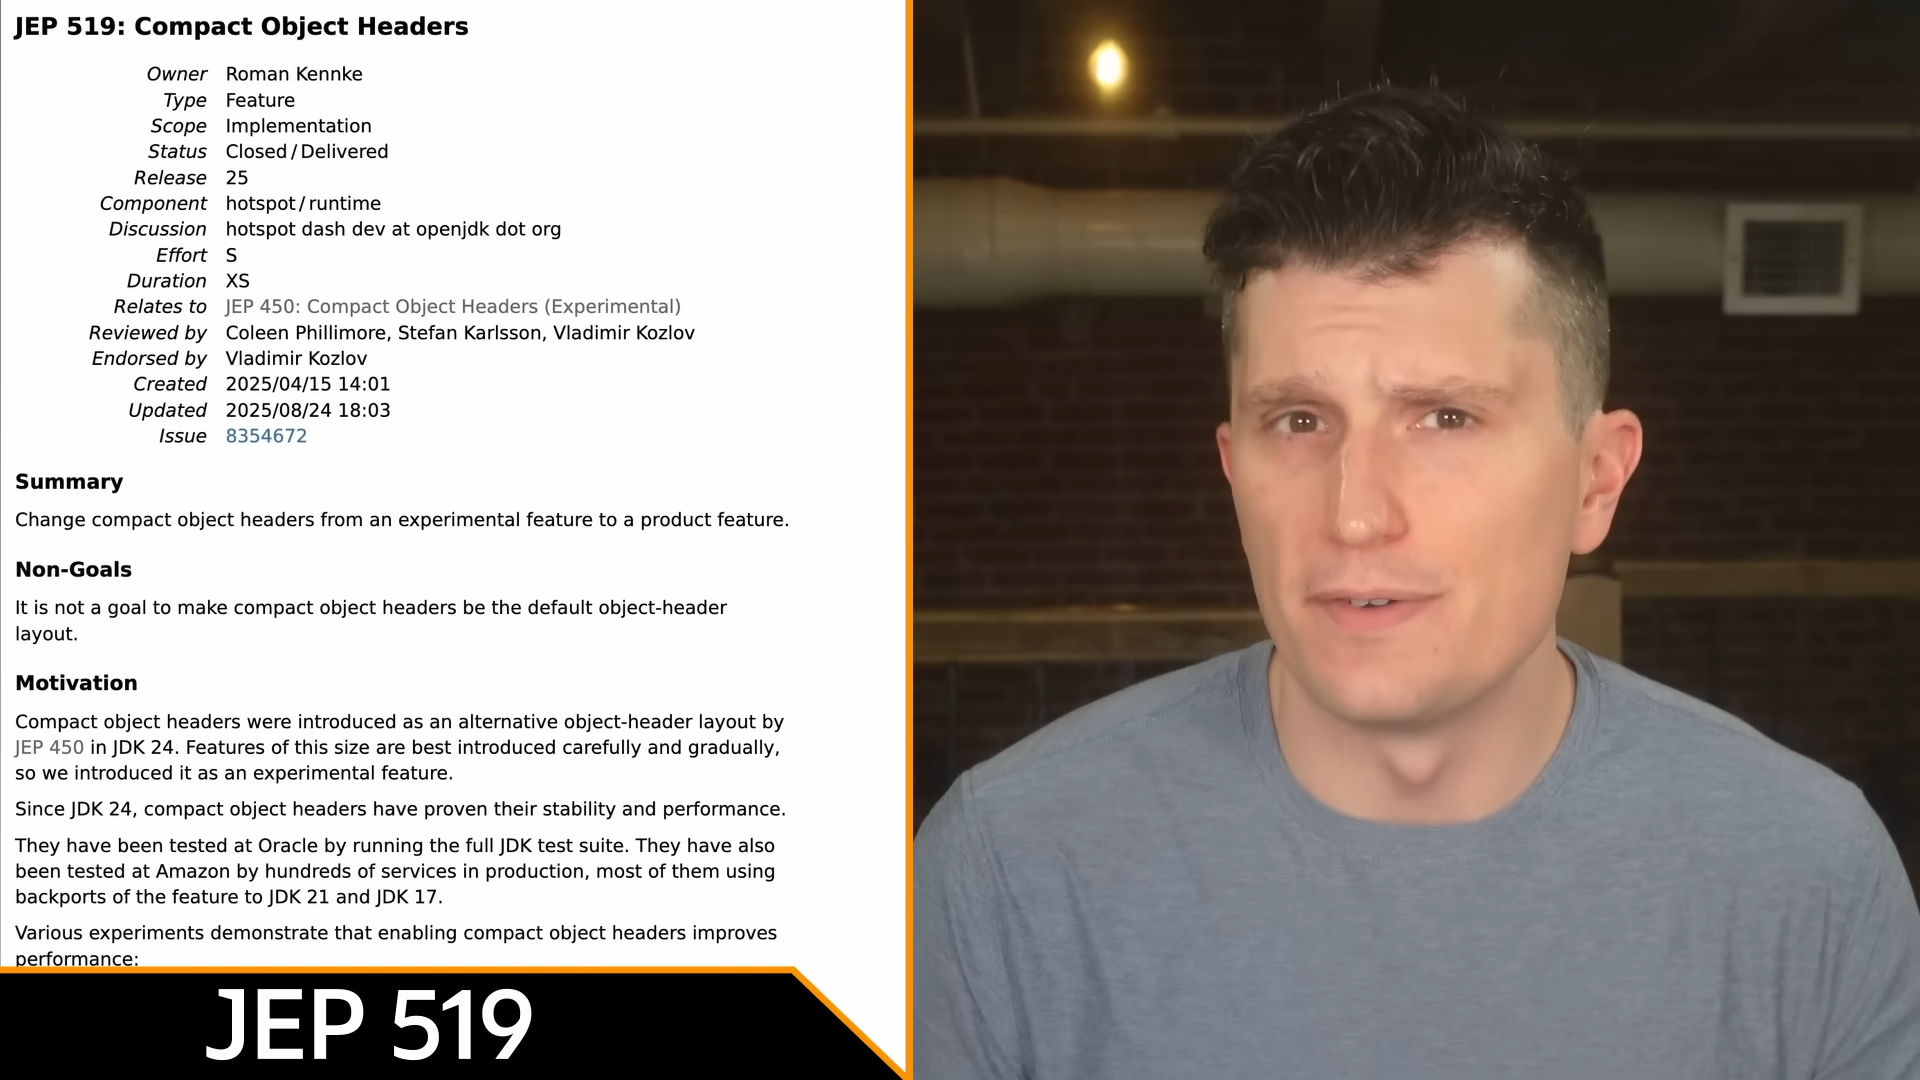 JEP 519: Compact Object Headers
Owner Roman Kennke
Type Feature
Scope Implementation
Status Closed / Delivered
Release 25
Component hotspot / runtime
Discussion hotspot dash dev at openjdk dot org
Effort S
Duration XS
Relates to JEP 450: Compact Object Headers (Experimental)
Reviewed by Coleen Phillimore, Stefan Karlsson, Vladimir Kozlov
Endorsed by Vladimir Kozlov
Created 2025/04/15 14:01
Updated 2025/08/24 18:03
Issue 8354672
Summary
Change compact object headers from an experimental feature to a product feature.
Non-Goals
It is not a goal to make compact object headers be the default object-header
layout.
Motivation
Compact object headers were introduced as an alternative object-header layout by
JEP 450 in JDK 24. Features of this size are best introduced carefully and gradually,
so we introduced it as an experimental feature.
Since JDK 24, compact object headers have proven their stability and performance.
They have been tested at Oracle by running the full JDK test suite. They have also
been tested at Amazon by hundreds of services in production, most of them using
backports of the feature to JDK 21 and JDK 17.
Various experiments demonstrate that enabling compact object headers improves
performance:
JEP 519